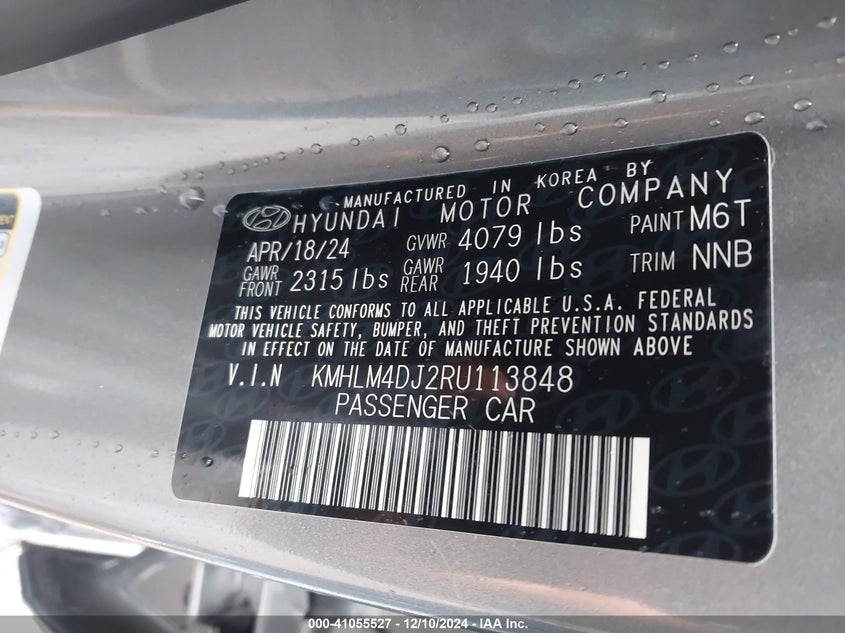 MANUFACTURED IN KOREA BY
HYUNDAI MOTOR COMPANY
APR/18/24 GVWR 4079 lbs PAINT M6T
GAWR FRONT 2315 lbs GAWR REAR 1940 lbs TRIM NNB
THIS VEHICLE CONFORMS TO ALL APPLICABLE U.S.A. FEDERAL
MOTOR VEHICLE SAFETY, BUMPER, AND THEFT PREVENTION STANDARDS
IN EFFECT ON THE DATE OF MANUFACTURE SHOWN ABOVE
V.I.N KMHLM4DJ2RU113848
PASSENGER CAR
000-41055527 - 12/10/2024 - IAA Inc.